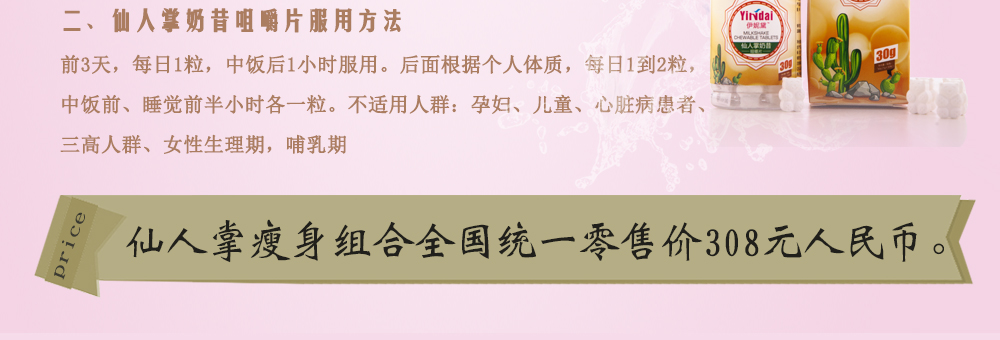 二、仙人掌奶昔咀嚼片服用方法
前3天，每日1粒，中饭后1小时服用。后面根据个人体质，每日1到2粒，
中饭前、睡觉前半小时各一粒。不适用人群：孕妇、儿童、心脏病患者、
三高人群、女性生理期，哺乳期
Yirndai
伊妮黛
MILKSHAKE
CHEWABLE TABLETS
仙人掌奶昔
30g
30g
price
仙人掌瘦身组合全国统一零售价308元人民币。